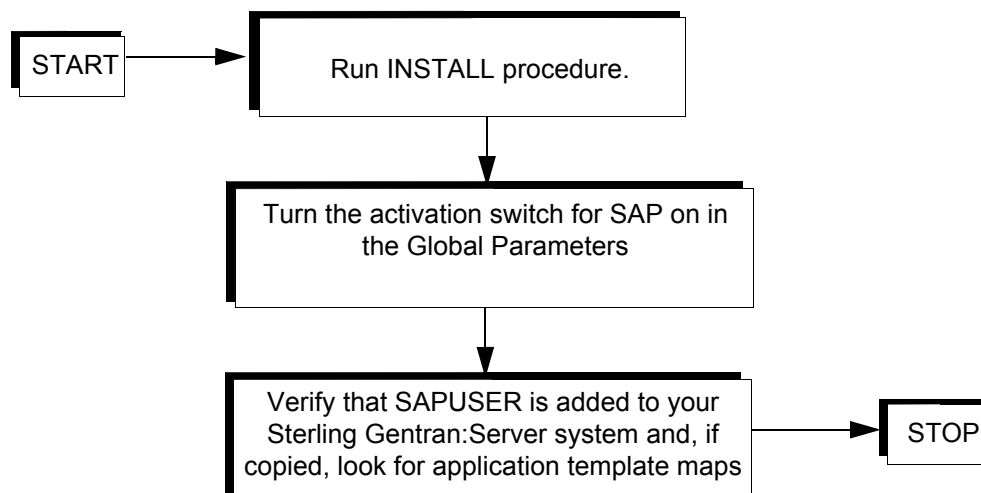 START
Run INSTALL procedure.
Turn the activation switch for SAP on in
the Global Parameters
Verify that SAPUSER is added to your
Sterling Gentran:Server system and, if
copied, look for application template maps
STOP